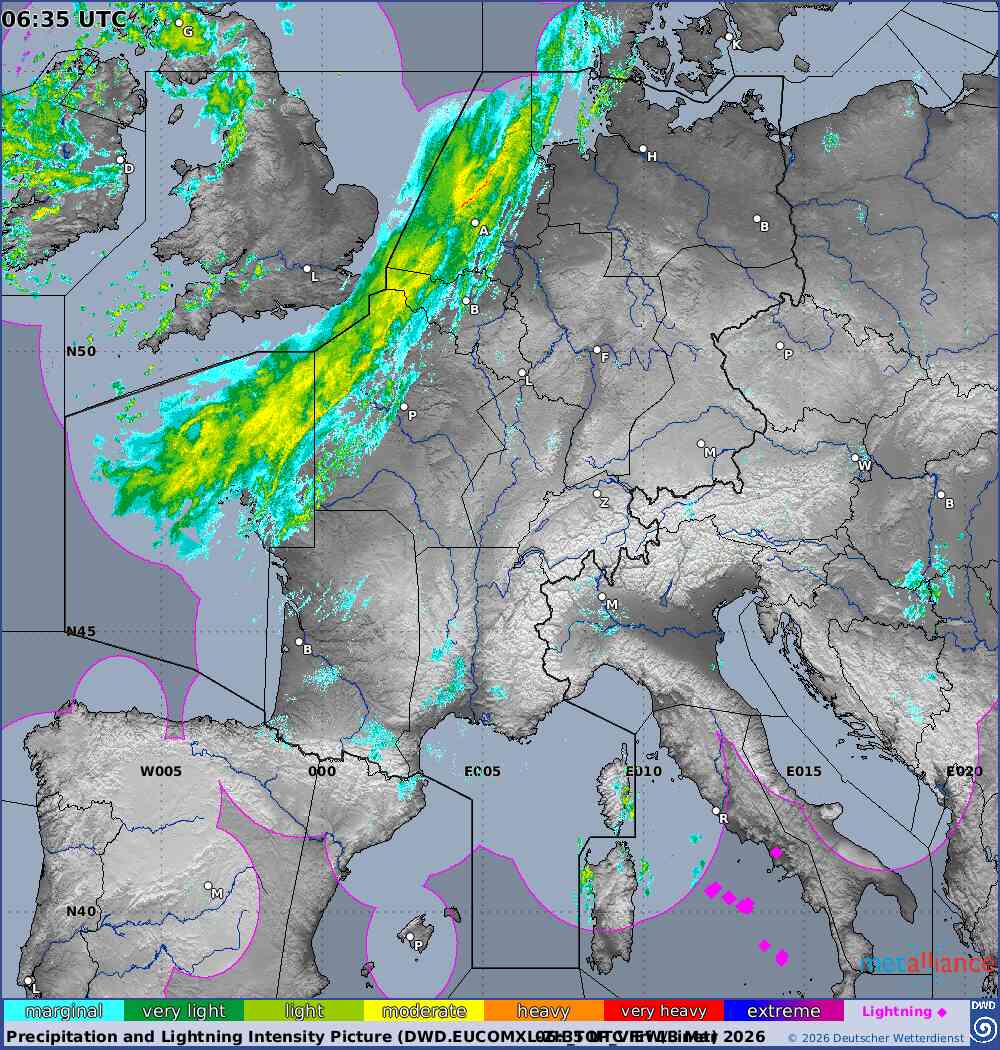 06:35 UTC
G
K
D
H
A
B
L
B
N50
F
P
L
P
M
W
Z
B
M
N45
B
W005
000
E005
E010
E015
E020
R
M
N40
P
L
metalliance
marginal very light light moderate heavy very heavy extreme Lightning
DWD
Precipitation and Lightning Intensity Picture
2026 © 2026 Deutscher Wetterdienst